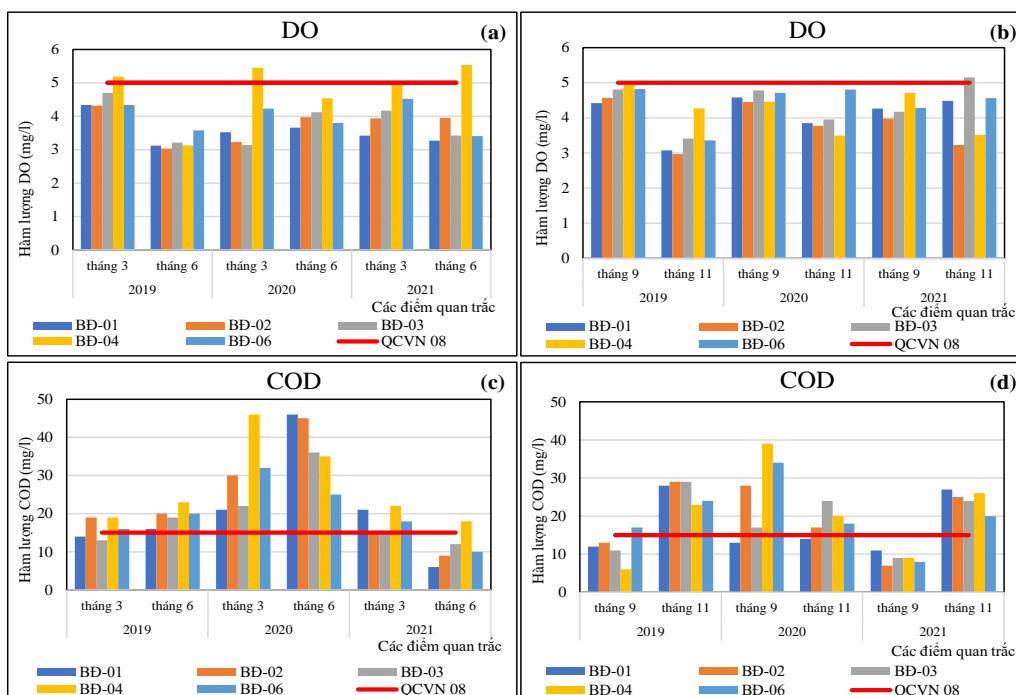 DO (a)
Hàm lượng DO (mg/l)
6
5
4
3
2
1
0
tháng 3 tháng 6 tháng 3 tháng 6 tháng 3 tháng 6
2019 2020 2021
Các điểm quan trắc
BĐ-01 BĐ-02 BĐ-03
BĐ-04 BĐ-06 QCVN 08
DO (b)
Hàm lượng DO (mg/l)
6
5
4
3
2
1
0
tháng 9 tháng 11 tháng 9 tháng 11 tháng 9 tháng 11
2019 2020 2021
Các điểm quan trắc
BĐ-01 BĐ-02 BĐ-03
BĐ-04 BĐ-06 QCVN 08
COD (c)
Hàm lượng COD (mg/l)
50
40
30
20
10
0
tháng 3 tháng 6 tháng 3 tháng 6 tháng 3 tháng 6
2019 2020 2021
Các điểm quan trắc
BĐ-01 BĐ-02 BĐ-03
BĐ-04 BĐ-06 QCVN 08
COD (d)
Hàm lượng COD (mg/l)
50
40
30
20
10
0
tháng 9 tháng 11 tháng 9 tháng 11 tháng 9 tháng 11
2019 2020 2021
Các điểm quan trắc
BĐ-01 BĐ-02 BĐ-03
BĐ-04 BĐ-06 QCVN 08